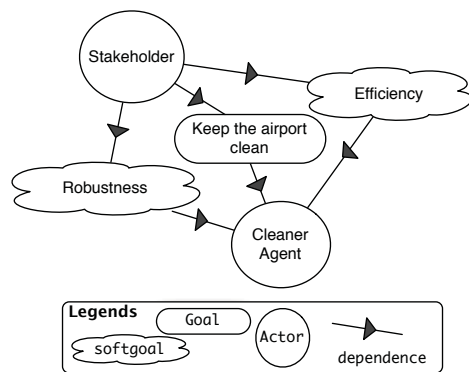 Stakeholder
Efficiency
Keep the airport
clean
Robustness
Cleaner
Agent
Legends
Goal
softgoal
Actor
dependence